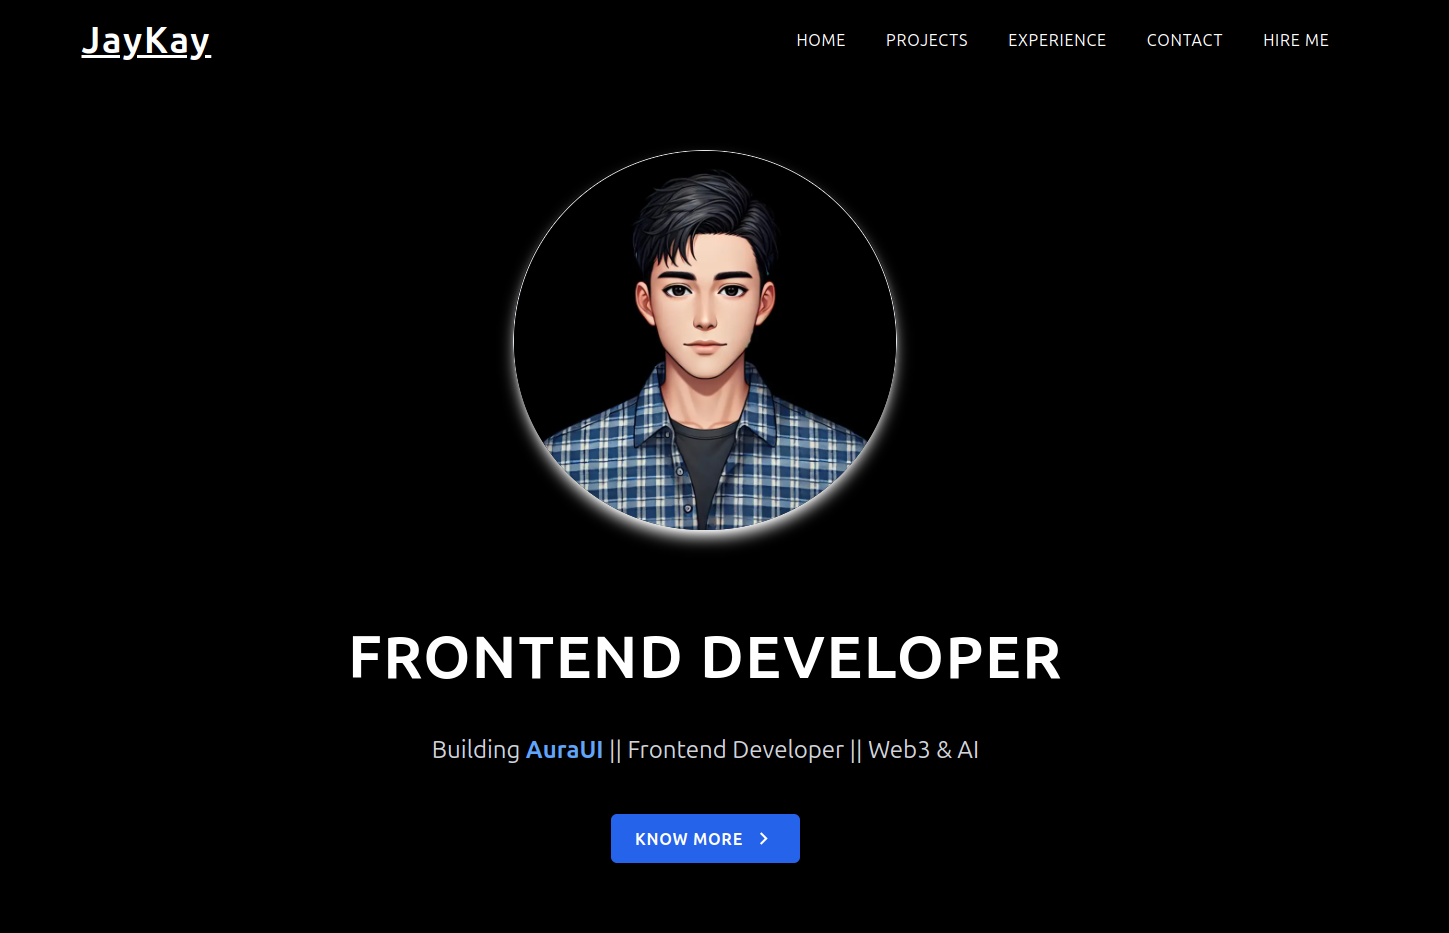 JayKay
HOME PROJECTS EXPERIENCE CONTACT HIRE ME
FRONTEND DEVELOPER
Building AuraUI || Frontend Developer || Web3 & AI
KNOW MORE